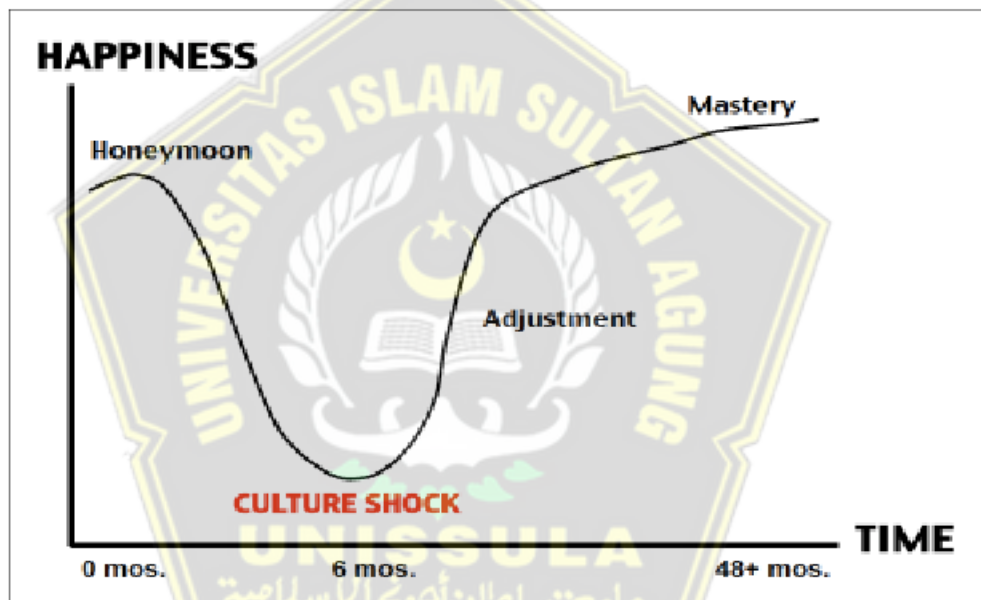 HAPPINESS
Mastery
Honeymoon
UNIVERSITAS ISLAM SULTAN AGUNG
Adjustment
CULTURE SHOCK
UNISSULA
TIME
0 mos.
6 mos.
48+ mos.